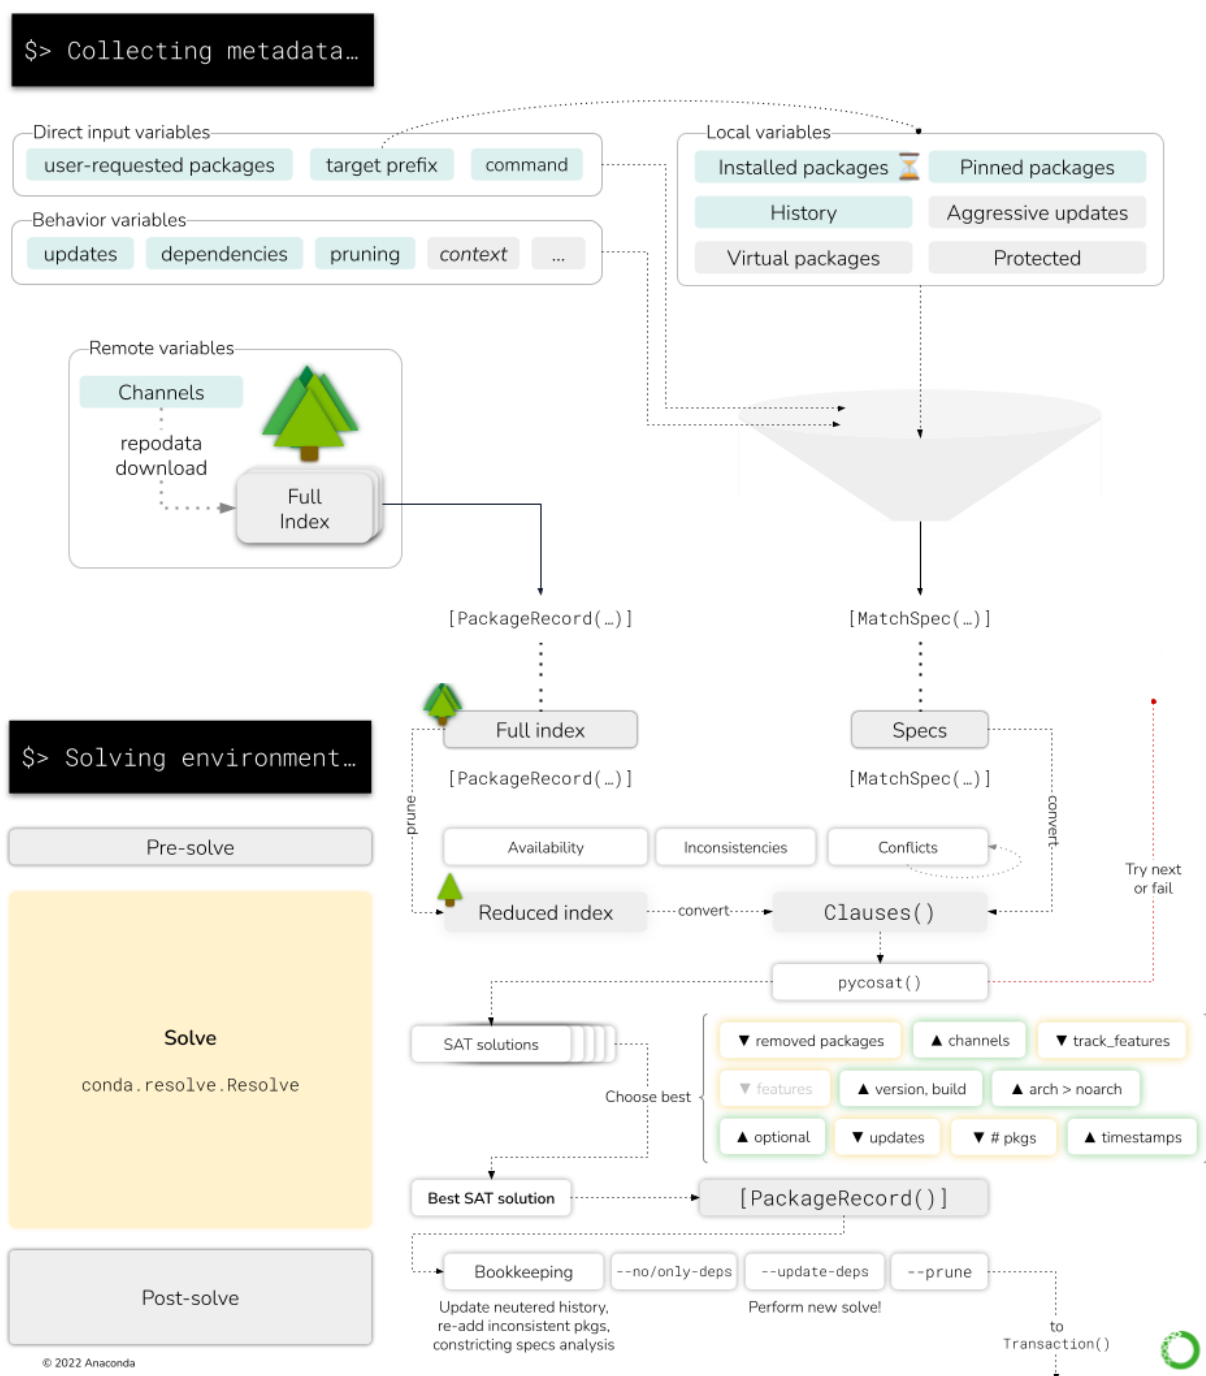 $> Collecting metadata…
Direct input variables
user-requested packages
target prefix
command
Local variables
Installed packages
Pinned packages
History
Aggressive updates
Virtual packages
Protected
Behavior variables
updates
dependencies
pruning
context
...
Remote variables
Channels
repodata
download
Full
Index
[PackageRecord(…)]
[MatchSpec(…)]
$> Solving environment…
Full index
Specs
[PackageRecord(…)]
[MatchSpec(…)]
prune
convert
Pre-solve
Availability
Inconsistencies
Conflicts
Try next
or fail
Reduced index
convert
Clauses()
pycosat()
Solve
conda.resolve.Resolve
SAT solutions
Choose best
▼ removed packages
▲ channels
▼ track_features
▼ features
▲ version, build
▲ arch > noarch
▲ optional
▼ updates
▼ # pkgs
▲ timestamps
Best SAT solution
[PackageRecord()]
Post-solve
Bookkeeping
--no/only-deps
--update-deps
--prune
Update neutered history,
re-add inconsistent pkgs,
constricting specs analysis
Perform new solve!
to
Transaction()
© 2022 Anaconda